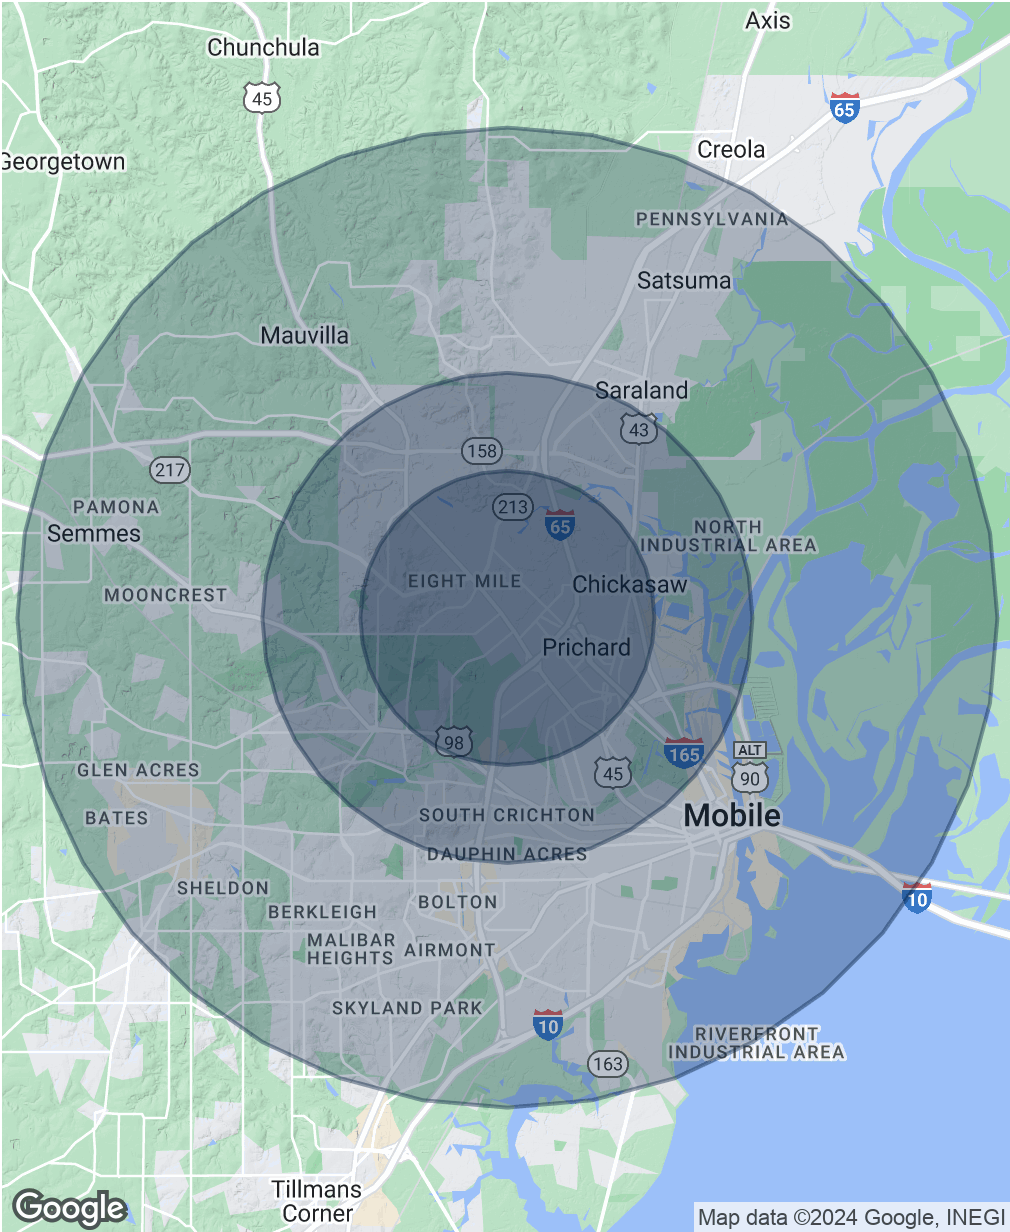 Axis
Chunchula
45
65
Creola
Georgetown
PENNSYLVANIA
Satsuma
Mauvilla
Saraland
43
158
217
213
65
PAMONA
Semmes
NORTH
INDUSTRIAL AREA
EIGHT MILE
Chickasaw
MOONCREST
Prichard
98
165
ALT
90
45
GLEN ACRES
BATES
SOUTH CRICHTON
Mobile
DAUPHIN ACRES
SHELDON
10
BERKLEIGH
BOLTON
MALIBAR
HEIGHTS
AIRMONT
SKYLAND PARK
10
RIVERFRONT
INDUSTRIAL AREA
163
Tillmans
Corner
Google
Map data ©2024 Google, INEGI